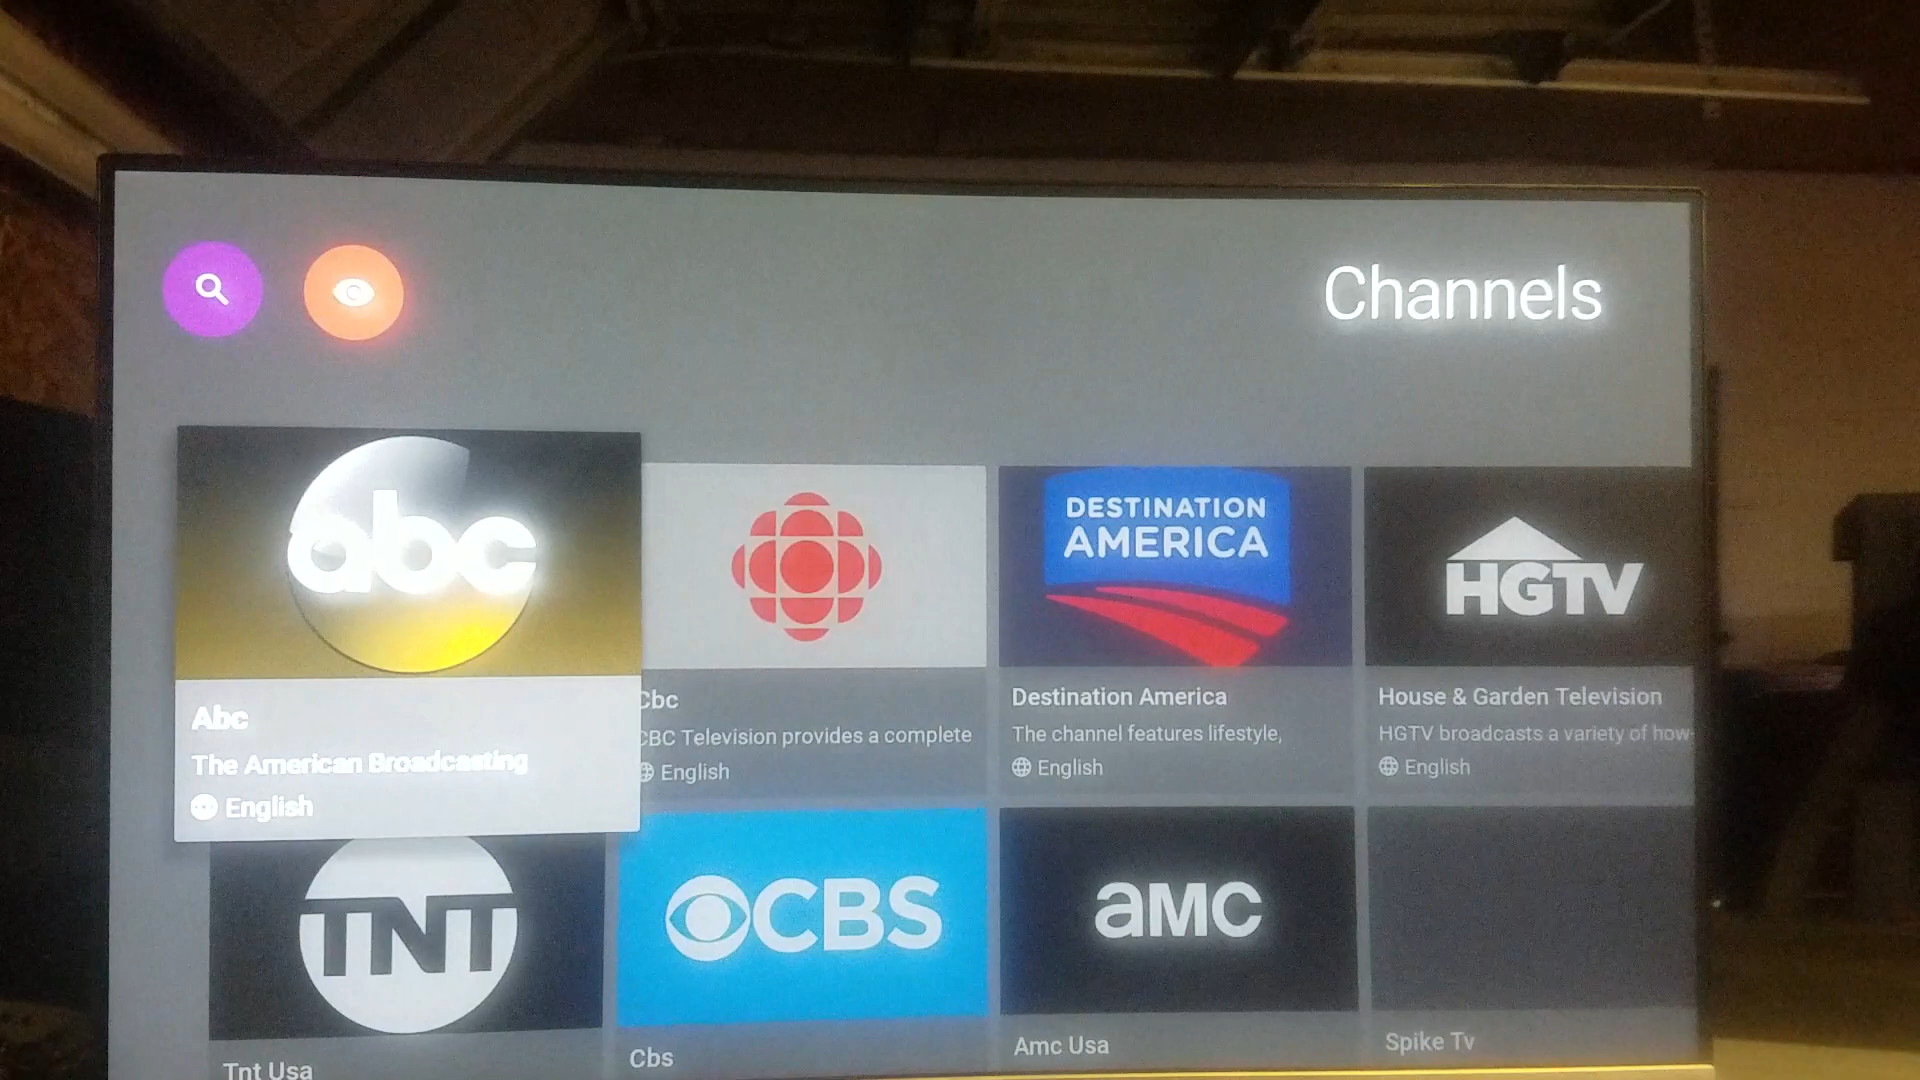 Channels
abc
DESTINATION
AMERICA
HGTV
Abc
The American Broadcasting
English
Cbc
CBC Television provides a complete
English
Destination America
The channel features lifestyle,
English
House & Garden Television
HGTV broadcasts a variety of how-
English
TNT
CBS
aMC
Tnt Usa
Cbs
Amc Usa
Spike Tv